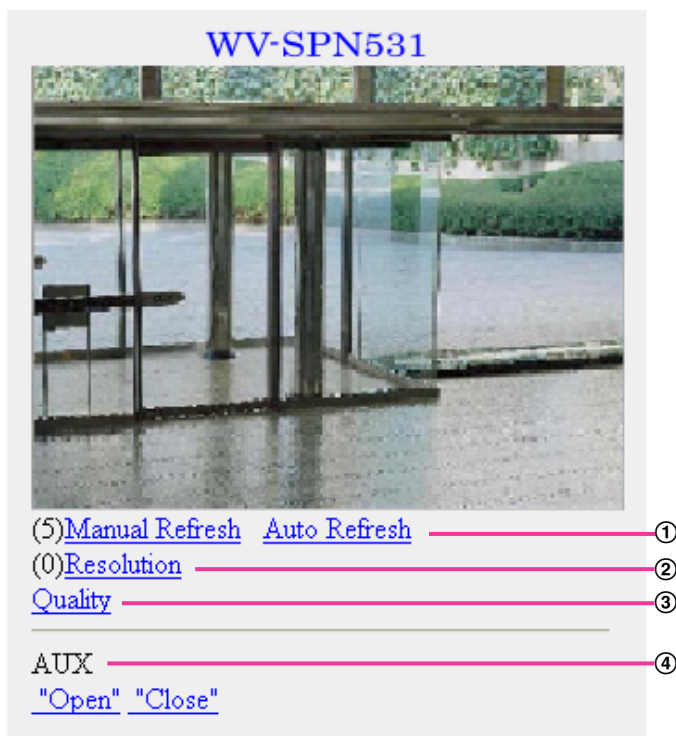 WV-SPN531
(5)Manual Refresh Auto Refresh ①
(0)Resolution ②
Quality ③
AUX ④
"Open" "Close"